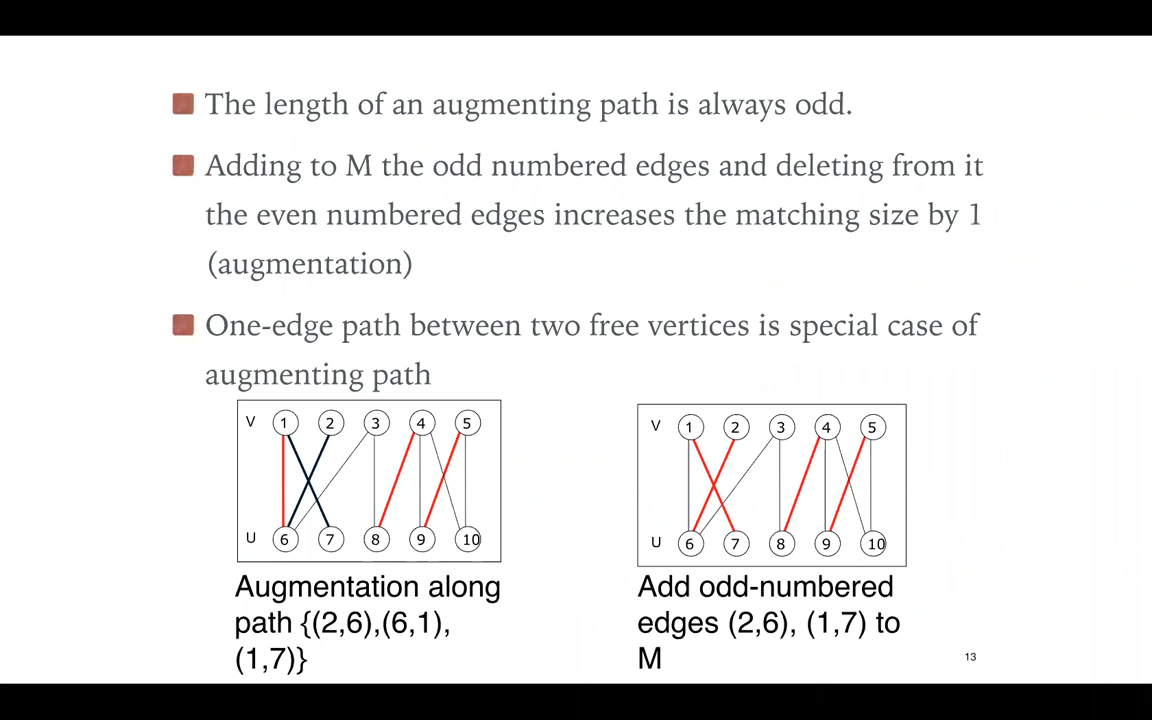 The length of an augmenting path is always odd.
Adding to M the odd numbered edges and deleting from it
the even numbered edges increases the matching size by 1
(augmentation)
One-edge path between two free vertices is special case of
augmenting path
V 1 2 3 4 5
U 6 7 8 9 10
Augmentation along
path {(2,6),(6,1),
(1,7)}
V 1 2 3 4 5
U 6 7 8 9 10
Add odd-numbered
edges (2,6), (1,7) to
M
13